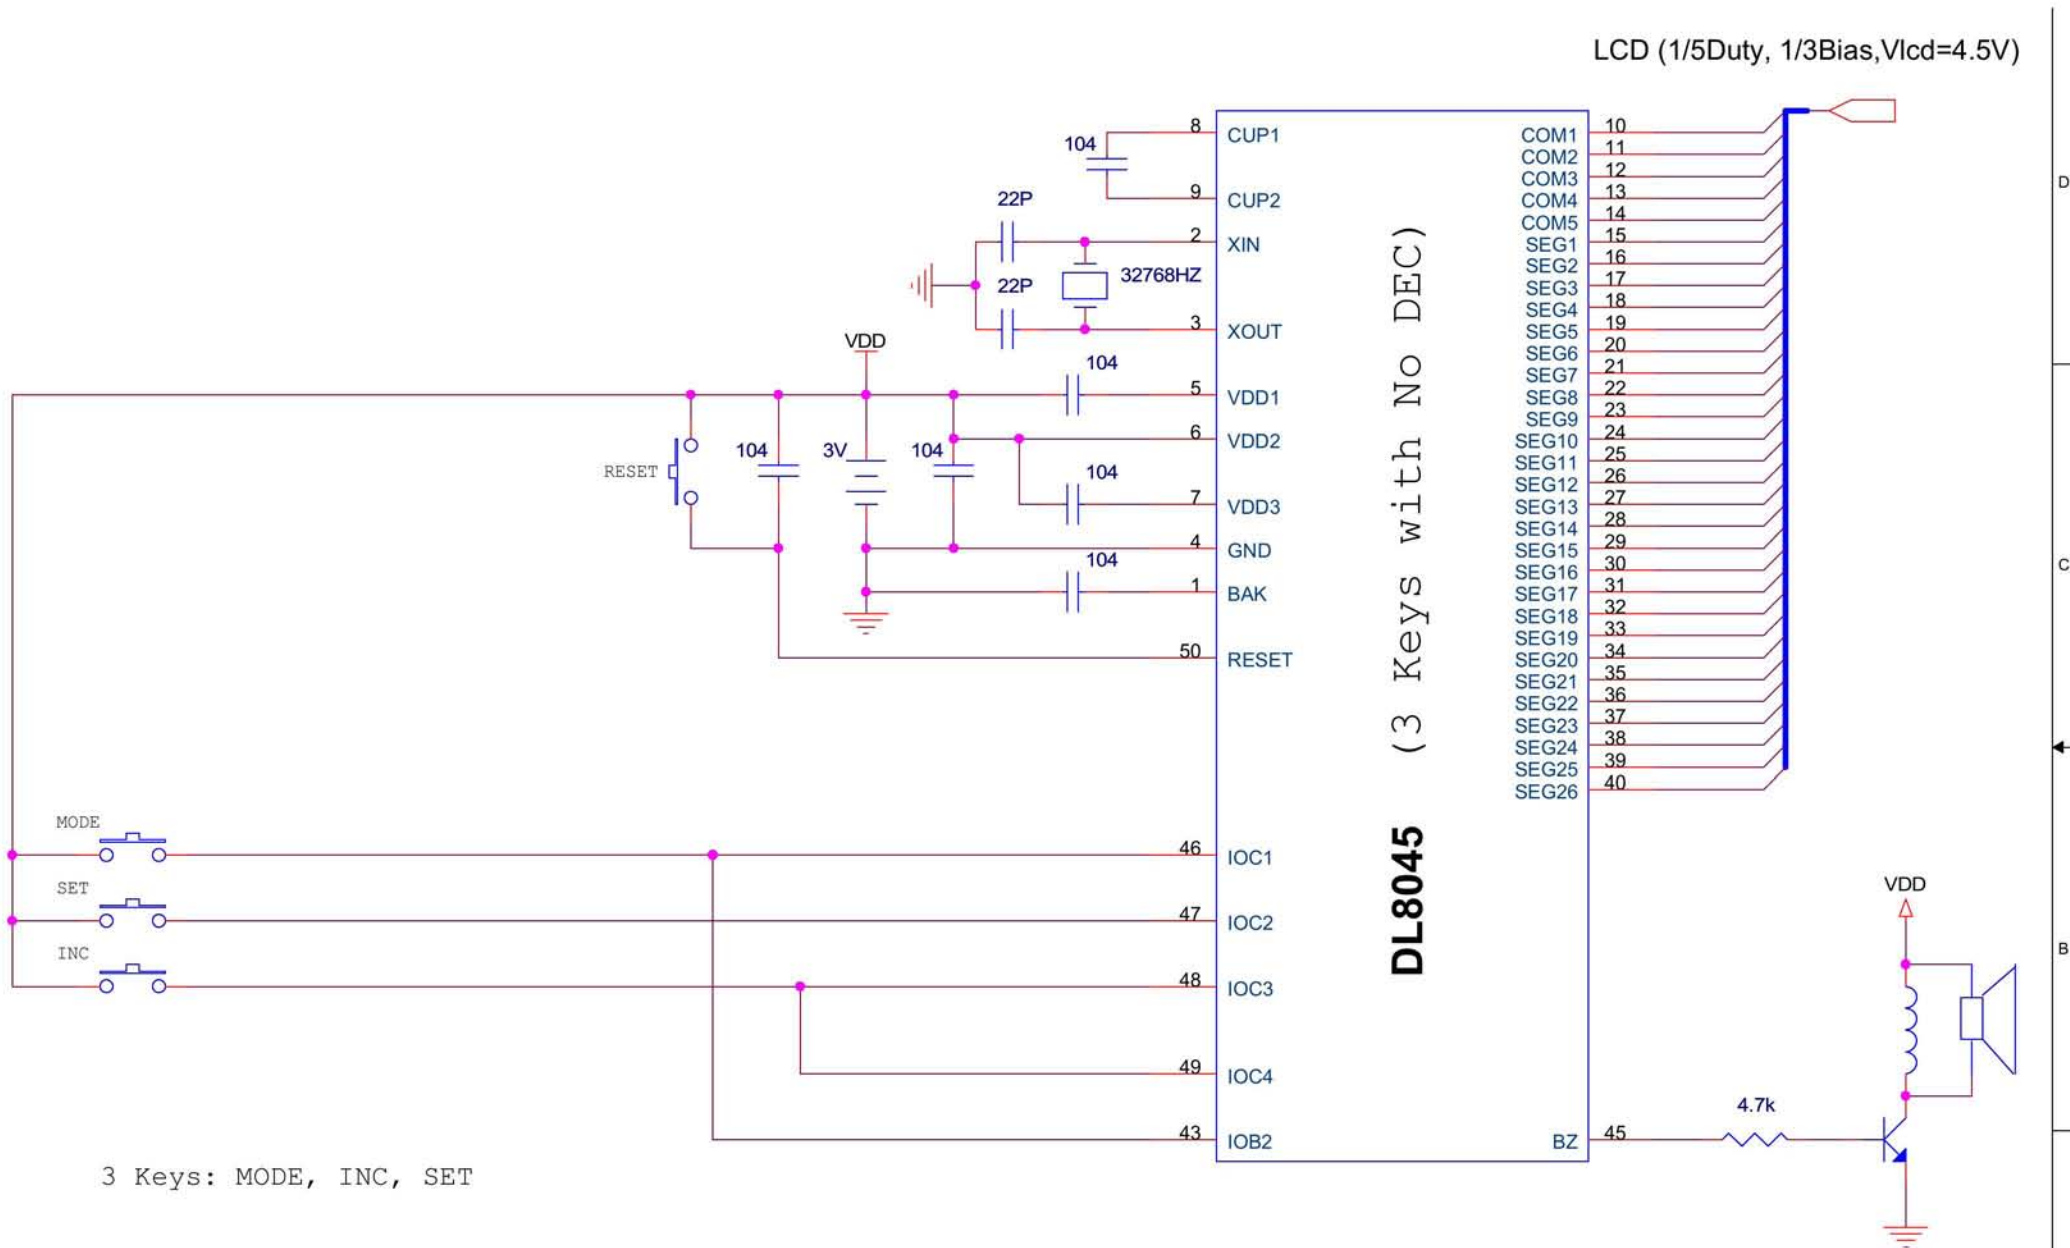 LCD (1/5Duty, 1/3Bias,Vlcd=4.5V)
8 CUP1
104
9 CUP2
22P
2 XIN
22P
32768HZ
3 XOUT
VDD
104
5 VDD1
6 VDD2
RESET
104
3V
104
104
7 VDD3
4 GND
104
1 BAK
50 RESET
MODE
46 IOC1
SET
47 IOC2
INC
48 IOC3
49 IOC4
43 IOB2
3 Keys: MODE, INC, SET
DL8045 (3 Keys with No DEC)
COM1 10
COM2 11
COM3 12
COM4 13
COM5 14
SEG1 15
SEG2 16
SEG3 17
SEG4 18
SEG5 19
SEG6 20
SEG7 21
SEG8 22
SEG9 23
SEG10 24
SEG11 25
SEG12 26
SEG13 27
SEG14 28
SEG15 29
SEG16 30
SEG17 31
SEG18 32
SEG19 33
SEG20 34
SEG21 35
SEG22 36
SEG23 37
SEG24 38
SEG25 39
SEG26 40
BZ 45
4.7k
VDD
D
C
B